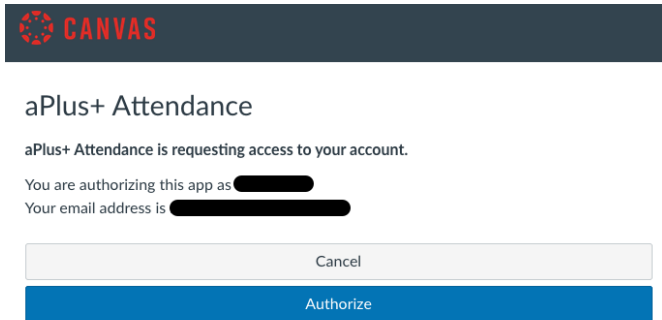 CANVAS
aPlus+ Attendance
aPlus+ Attendance is requesting access to your account.
You are authorizing this app as
Your email address is
Cancel
Authorize